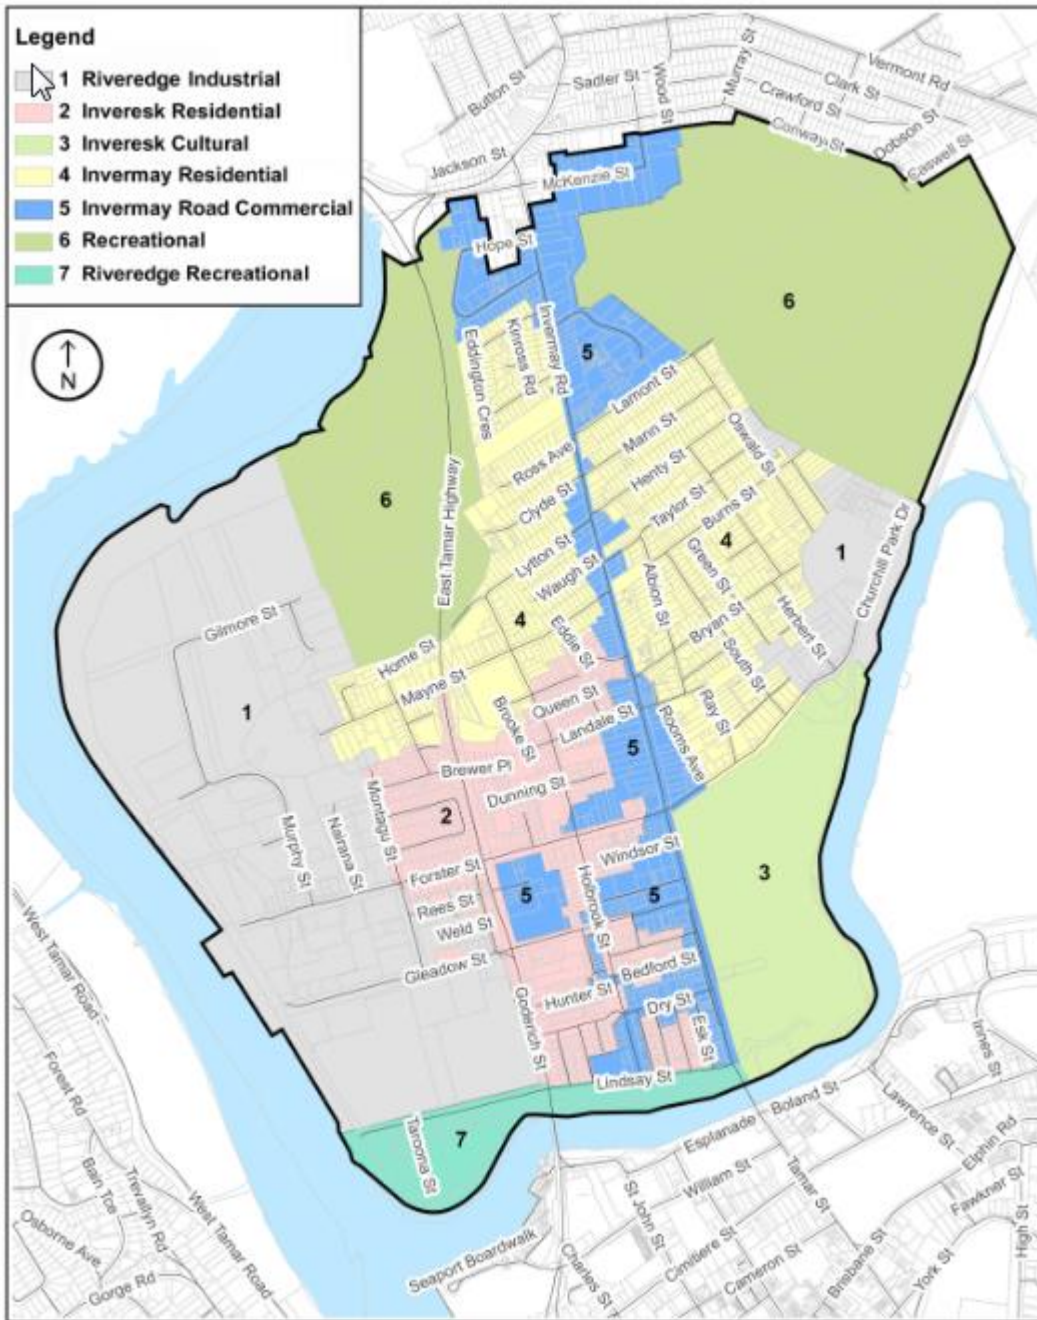 Legend
1 Riveredge Industrial
2 Inveresk Residential
3 Inveresk Cultural
4 Invermay Residential
5 Invermay Road Commercial
6 Recreational
7 Riveredge Recreational
N
Button St
Sadler St
Wood St
Murray St
Vermont Rd
Clark St
Crawford St
Conway St
Dobson St
Caswell St
Jackson St
McKenzie St
Hope St
6
Invermay Rd
Kinross Rd
Eddington Cres
5
Lamont St
Mann St
Oswald St
Ross Ave
Henty St
Clyde St
Taylor St
Burns St
6
East Tamar Highway
Lytton St
Waugh St
4
Green St
1
Churchill Park Dr
Albion St
Herbert St
Bryan St
Gilmore St
4
Eddie St
South St
Home St
Mayne St
Queen St
Ray St
1
Brooke St
Landale St
Rooms Ave
5
Brewer Pl
Dunning St
Montagu St
2
Murphy St
Nairana St
Windsor St
Forster St
3
5
5
Rees St
Holbrook St
Weld St
Gleadow St
Bedford St
Hunter St
Dry St
Goderich St
Esk St
Lindsay St
7
Tarooma St
West Tamar Road
Forest Rd
Bain Tce
Trevallyn Rd
West Tamar Road
Osborne Ave
Gorge Rd
Seaport Boardwalk
Charles St
St John St
Esplanade
Boland St
William St
Tamar St
Cimitiere St
Cameron St
Brisbane St
York St
Lawrence St
Innes St
Elphin Rd
Fawkner St
High St